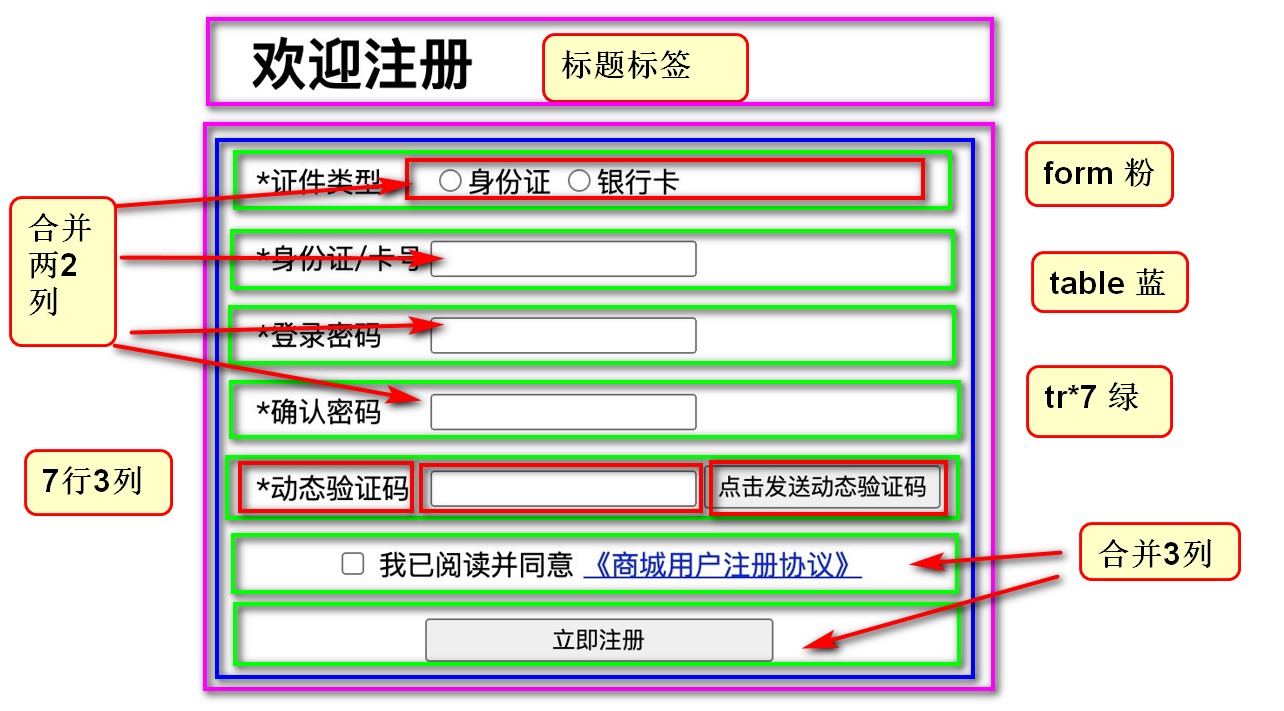 欢迎注册
标题标签
form 粉
*证件类型 身份证 银行卡
合并
两2
列
*身份证/卡号
table 蓝
*登录密码
tr*7 绿
*确认密码
7行3列
*动态验证码 点击发送动态验证码
我已阅读并同意 《商城用户注册协议》
合并3列
立即注册